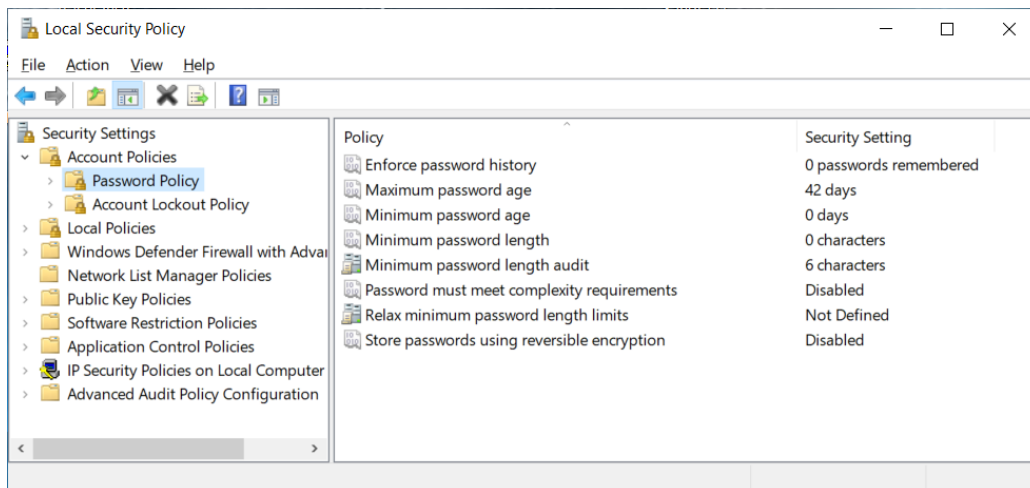 Local Security Policy
File Action View Help
Security Settings
Account Policies
Password Policy
Account Lockout Policy
Local Policies
Windows Defender Firewall with Advan
Network List Manager Policies
Public Key Policies
Software Restriction Policies
Application Control Policies
IP Security Policies on Local Computer
Advanced Audit Policy Configuration
Policy Security Setting
Enforce password history 0 passwords remembered
Maximum password age 42 days
Minimum password age 0 days
Minimum password length 0 characters
Minimum password length audit 6 characters
Password must meet complexity requirements Disabled
Relax minimum password length limits Not Defined
Store passwords using reversible encryption Disabled